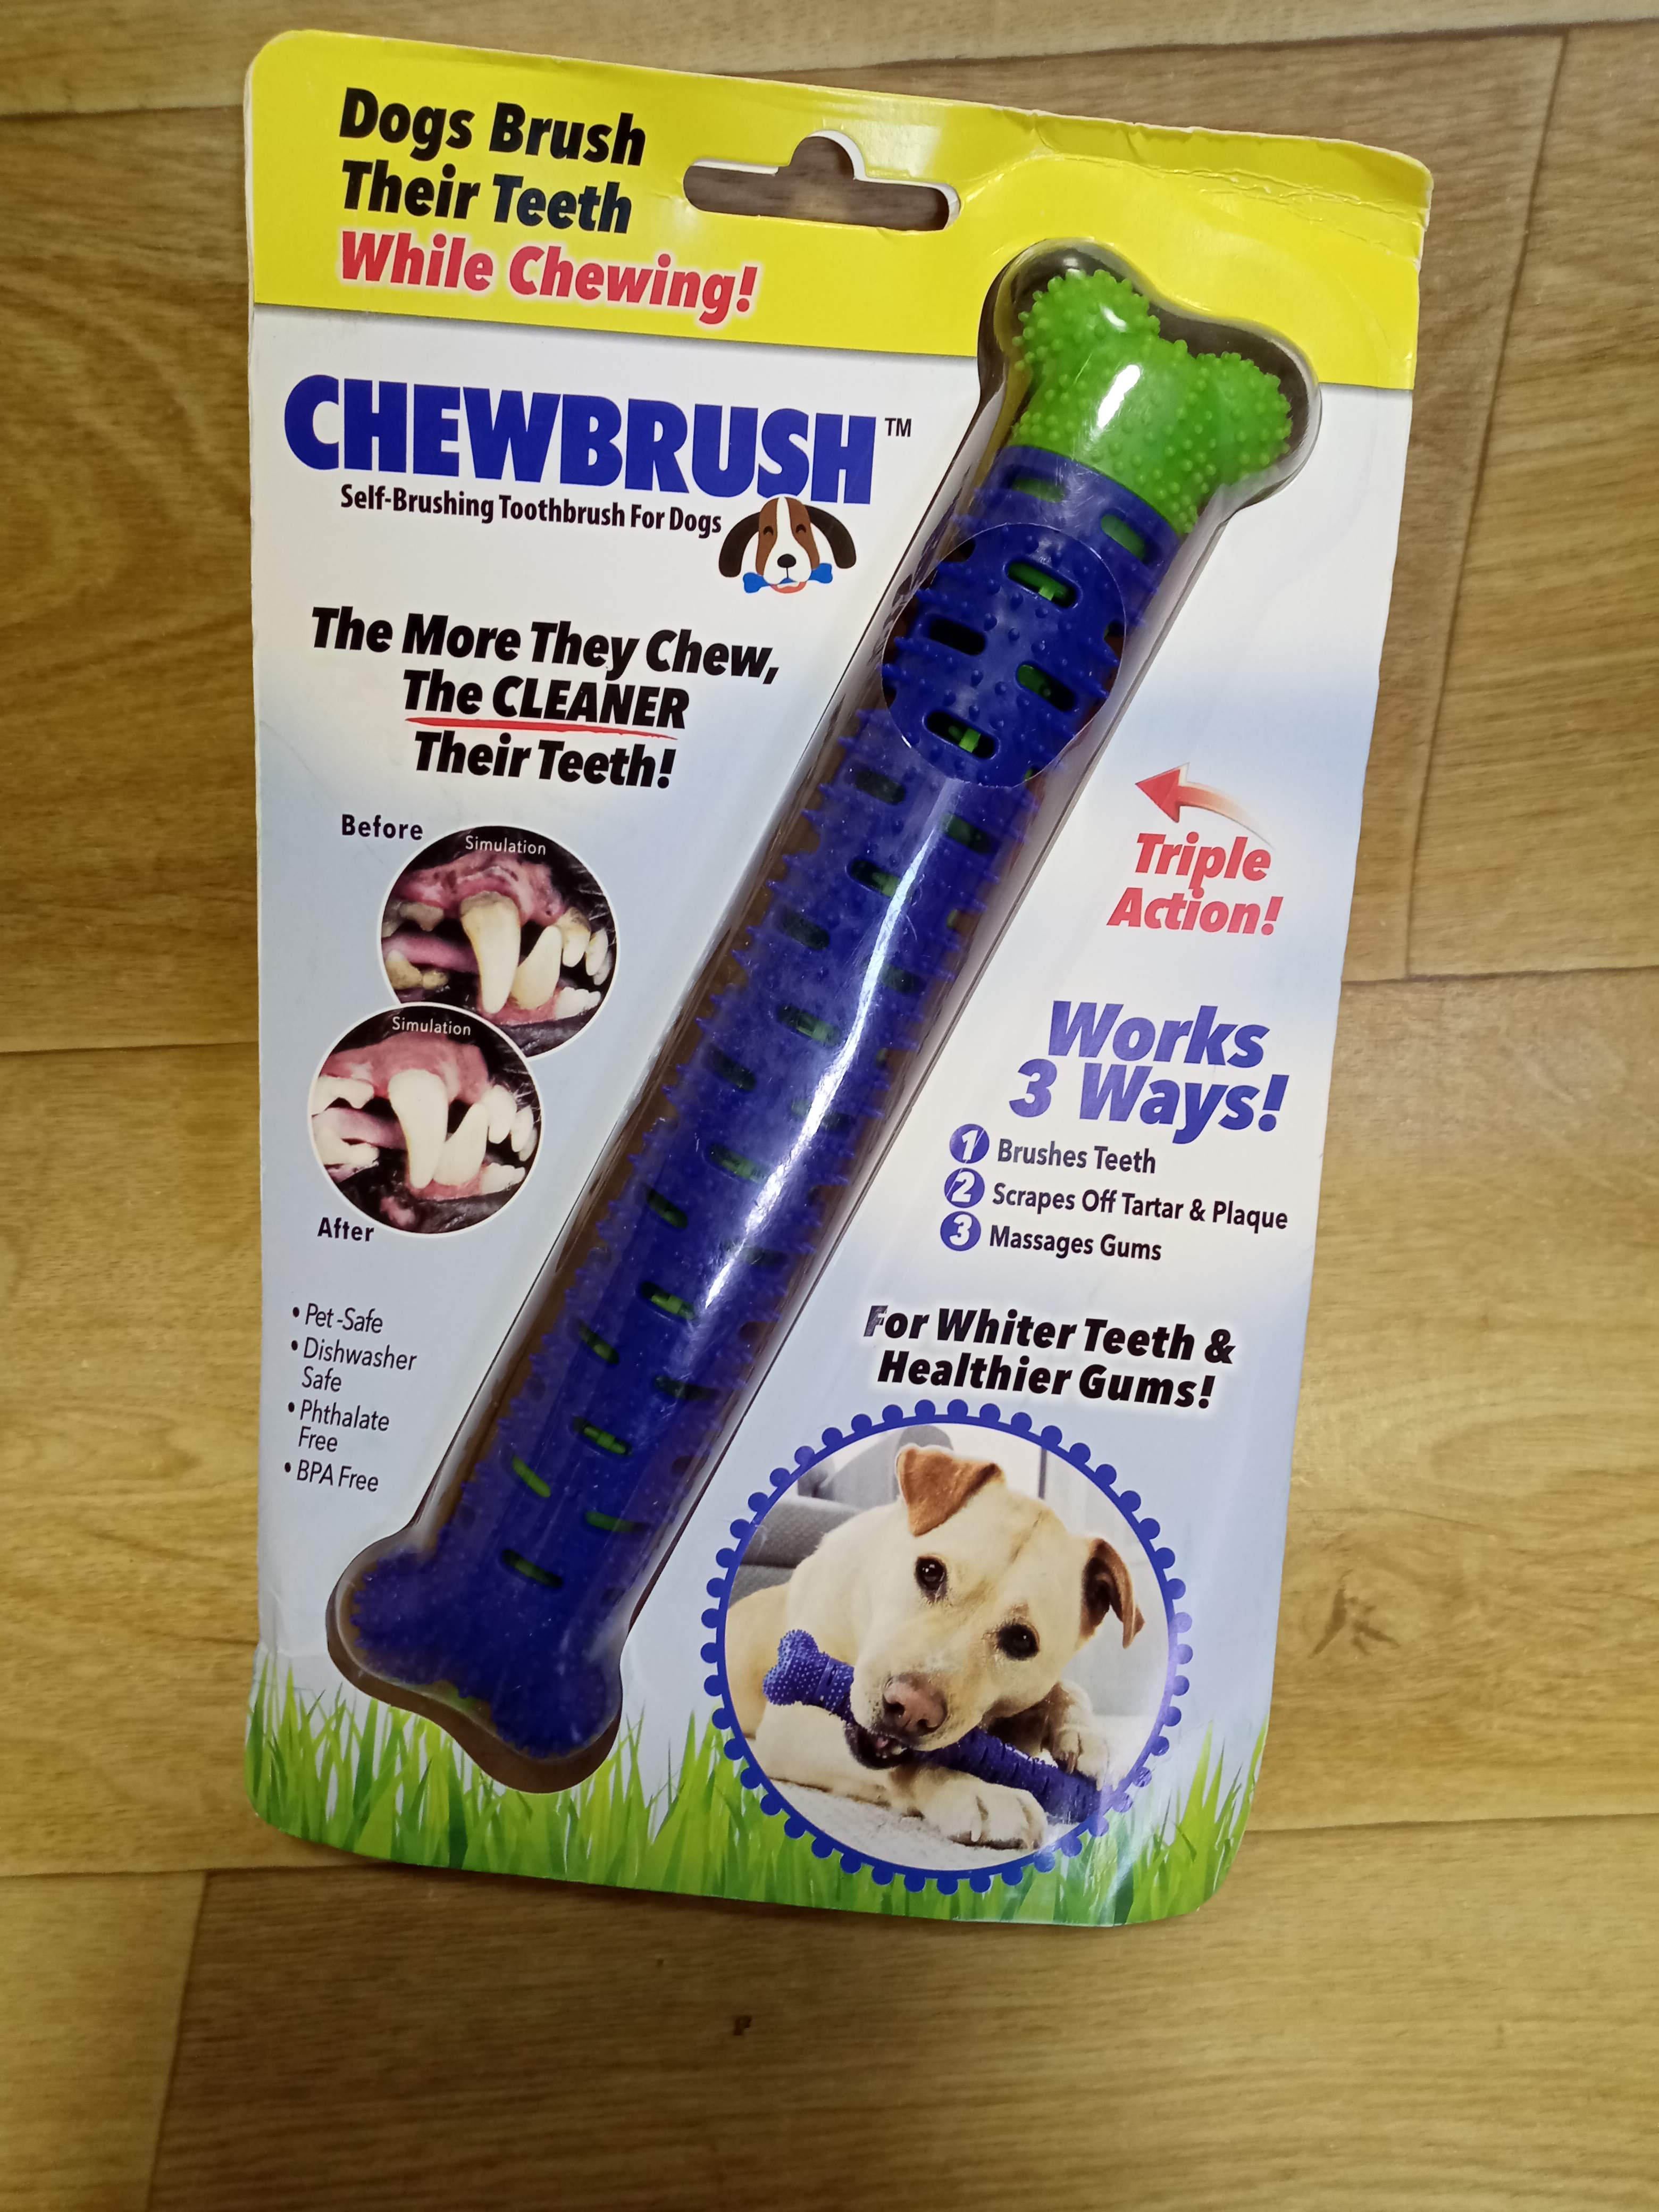 Dogs Brush
Their Teeth
While Chewing!
CHEWBRUSH™
Self-Brushing Toothbrush For Dogs
The More They Chew,
The CLEANER
Their Teeth!
Before
Simulation
Simulation
After
• Pet-Safe
• Dishwasher
Safe
• Phthalate
Free
• BPA Free
Triple
Action!
Works
3 Ways!
1 Brushes Teeth
2 Scrapes Off Tartar & Plaque
3 Massages Gums
For Whiter Teeth &
Healthier Gums!